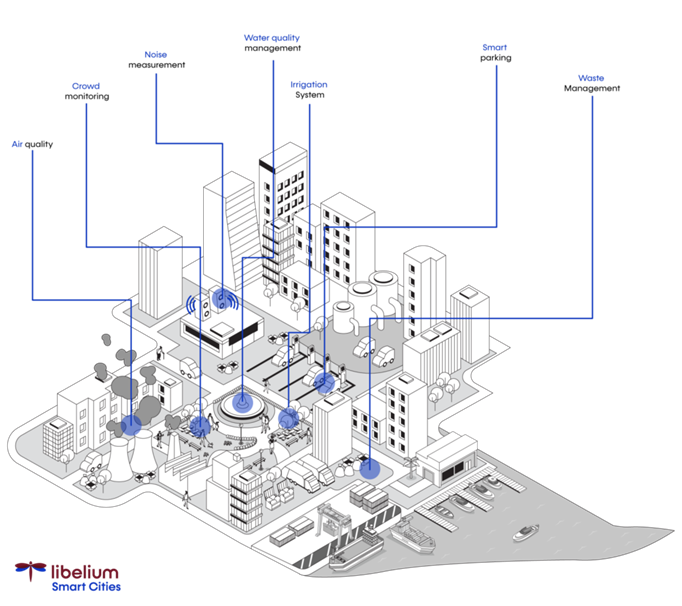 Water quality
management
Noise
measurement
Smart
parking
Crowd
monitoring
Irrigation
System
Waste
Management
Air quality
libelium
Smart Cities